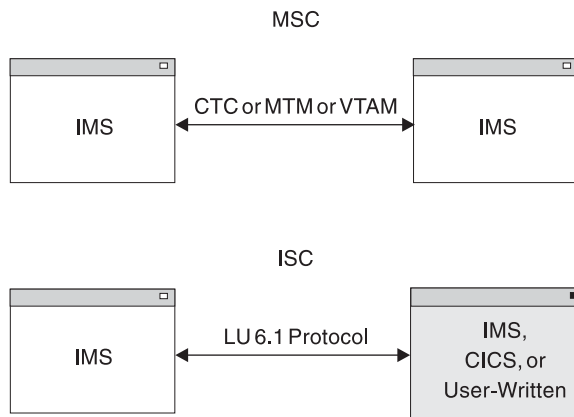 MSC
IMS
CTC or MTM or VTAM
IMS
ISC
IMS
LU 6.1 Protocol
IMS,
CICS, or
User-Written